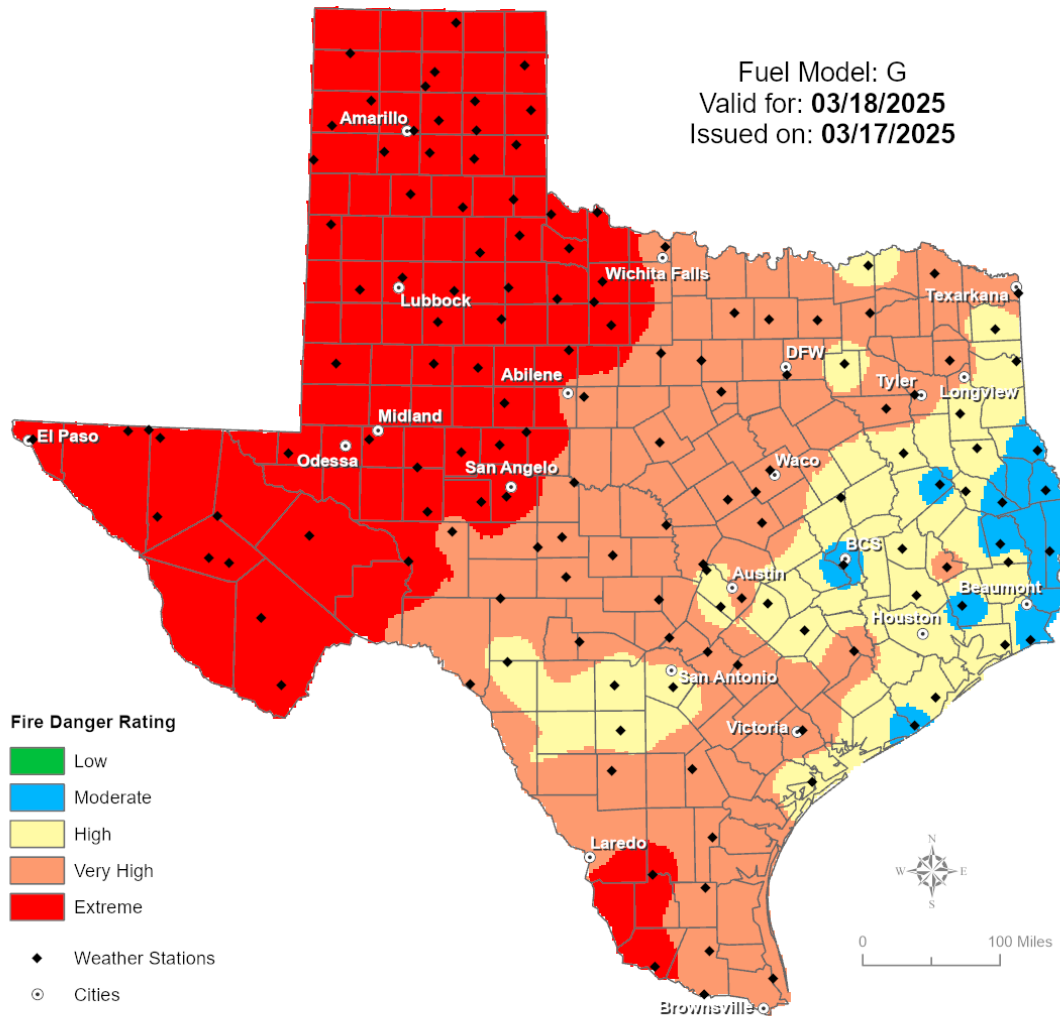 Fuel Model: G
Valid for: 03/18/2025
Issued on: 03/17/2025
Amarillo
Wichita Falls
Lubbock
Texarkana
DFW
Abilene
Tyler
Longview
Midland
El Paso
Odessa
San Angelo
Waco
BCS
Austin
Beaumont
Houston
San Antonio
Victoria
Laredo
Brownsville
Fire Danger Rating
Low
Moderate
High
Very High
Extreme
Weather Stations
Cities
N
W E
S
0 100 Miles